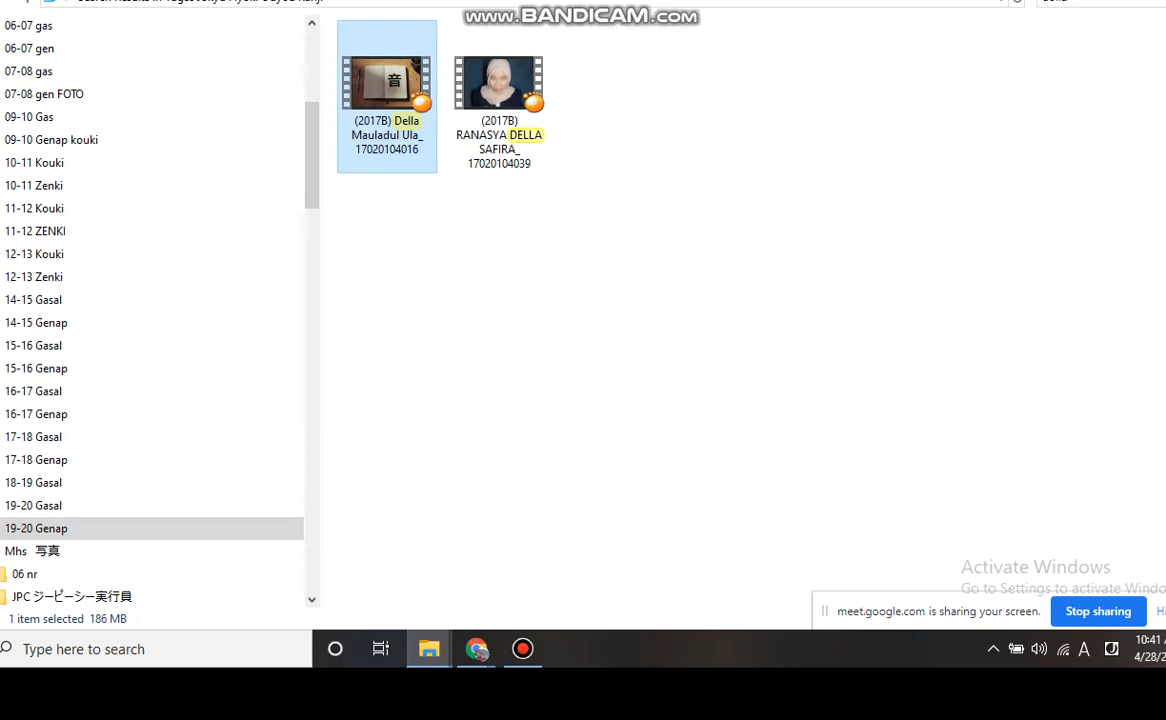 www.BANDICAM.com
06-07 gas
06-07 gen
07-08 gas
07-08 gen FOTO
09-10 Gas
09-10 Genap kouki
10-11 Kouki
10-11 Zenki
11-12 Kouki
11-12 ZENKI
12-13 Kouki
12-13 Zenki
14-15 Gasal
14-15 Genap
15-16 Gasal
15-16 Genap
16-17 Gasal
16-17 Genap
17-18 Gasal
17-18 Genap
18-19 Gasal
19-20 Gasal
19-20 Genap
Mhs 写真
06 nr
JPC ジーピーシー実行員
1 item selected 186 MB
音
(2017B) Della
Mauladul Ula_
17020104016
(2017B)
RANASYA DELLA
SAFIRA_
17020104039
Activate Windows
Go to Settings to activate Windo
meet.google.com is sharing your screen.
Stop sharing
Hi
Type here to search
A
10:41
4/28/2